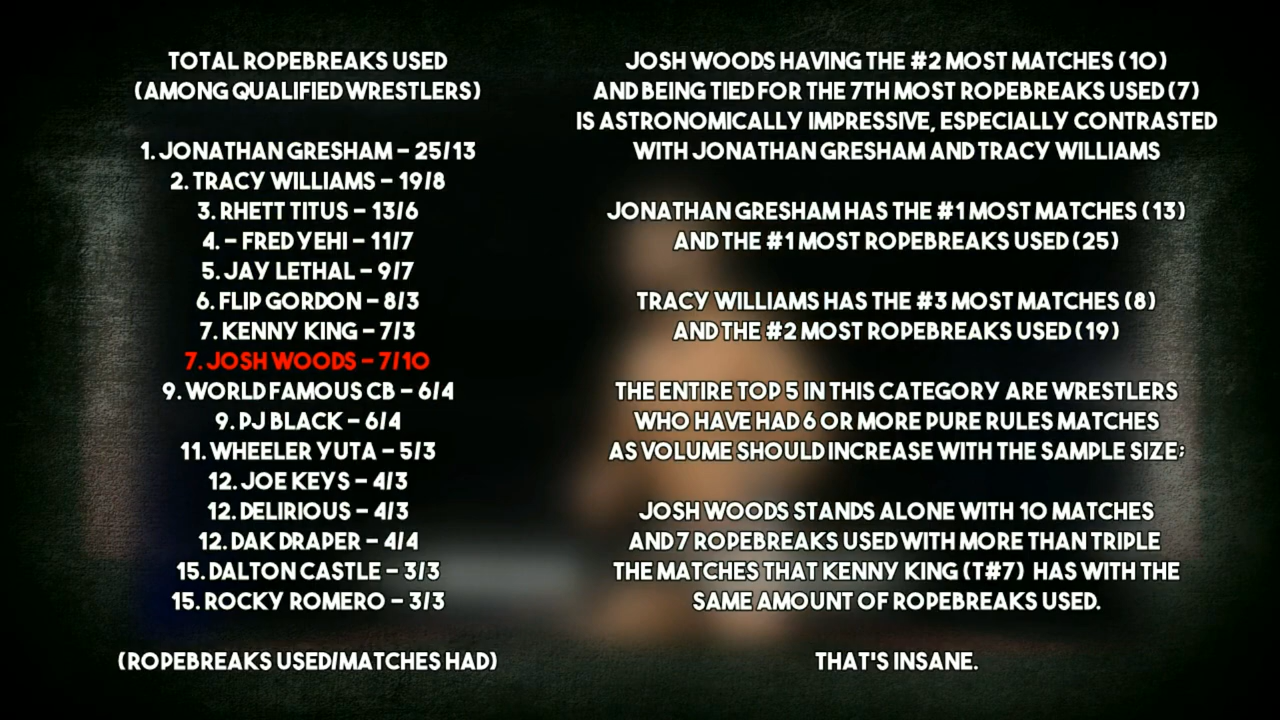 TOTAL ROPEBREAKS USED
(AMONG QUALIFIED WRESTLERS)
1. JONATHAN GRESHAM – 25/13
2. TRACY WILLIAMS – 19/8
3. RHETT TITUS – 13/6
4. – FRED YEHI – 11/7
5. JAY LETHAL – 9/7
6. FLIP GORDON – 8/3
7. KENNY KING – 7/3
7. JOSH WOODS – 7/10
9. WORLD FAMOUS CB – 6/4
9. PJ BLACK – 6/4
11. WHEELER YUTA – 5/3
12. JOE KEYS – 4/3
12. DELIRIOUS – 4/3
12. DAK DRAPER – 4/4
15. DALTON CASTLE – 3/3
15. ROCKY ROMERO – 3/3
(ROPEBREAKS USED/MATCHES HAD)
JOSH WOODS HAVING THE #2 MOST MATCHES (10)
AND BEING TIED FOR THE 7TH MOST ROPEBREAKS USED (7)
IS ASTRONOMICALLY IMPRESSIVE, ESPECIALLY CONTRASTED
WITH JONATHAN GRESHAM AND TRACY WILLIAMS
JONATHAN GRESHAM HAS THE #1 MOST MATCHES (13)
AND THE #1 MOST ROPEBREAKS USED (25)
TRACY WILLIAMS HAS THE #3 MOST MATCHES (8)
AND THE #2 MOST ROPEBREAKS USED (19)
THE ENTIRE TOP 5 IN THIS CATEGORY ARE WRESTLERS
WHO HAVE HAD 6 OR MORE PURE RULES MATCHES
AS VOLUME SHOULD INCREASE WITH THE SAMPLE SIZE;
JOSH WOODS STANDS ALONE WITH 10 MATCHES
AND 7 ROPEBREAKS USED WITH MORE THAN TRIPLE
THE MATCHES THAT KENNY KING (T#7) HAS WITH THE
SAME AMOUNT OF ROPEBREAKS USED.
THAT'S INSANE.